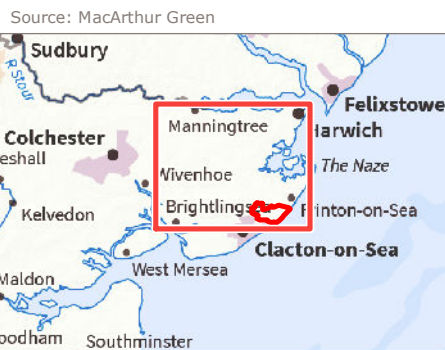 Source: MacArthur Green
Sudbury
R Stour
Felixstowe
Manningtree
Harwich
Colchester
eshall
The Naze
Wivenhoe
Brightlings
Frinton-on-Sea
Kelvedon
Clacton-on-Sea
West Mersea
Maldon
oodham
Southminster